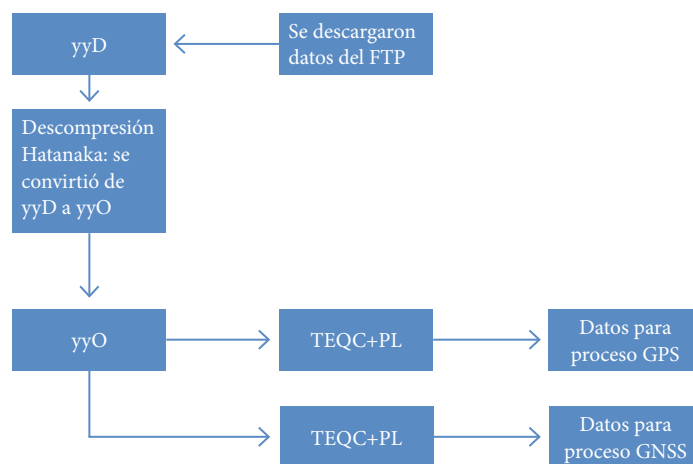 yyD
Se descargaron
datos del FTP
Descompresión
Hatanaka: se
convirtió de
yyD a yyO
yyO
TEQC+PL
Datos para
proceso GPS
TEQC+PL
Datos para
proceso GNSS